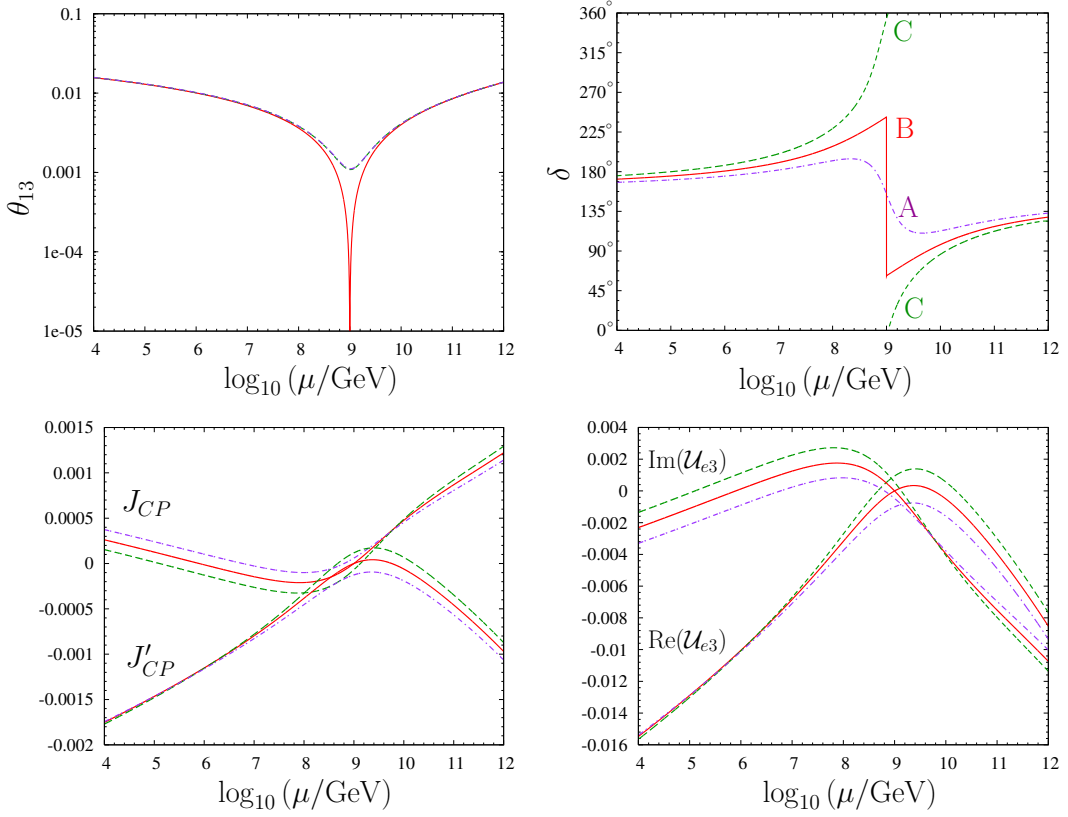 0.1
0.01
0.001
1e-04
1e-05
θ₁₃
4 5 6 7 8 9 10 11 12
log₁₀ (μ/GeV)
360°
315°
270°
225°
180°
135°
90°
45°
0°
δ
C
B
A
C
4 5 6 7 8 9 10 11 12
log₁₀ (μ/GeV)
0.0015
0.001
0.0005
0
-0.0005
-0.001
-0.0015
-0.002
J_CP
J′_CP
4 5 6 7 8 9 10 11 12
log₁₀ (μ/GeV)
0.004
0.002
0
-0.002
-0.004
-0.006
-0.008
-0.01
-0.012
-0.014
-0.016
Im(𝒰ₑ₃)
Re(𝒰ₑ₃)
4 5 6 7 8 9 10 11 12
log₁₀ (μ/GeV)